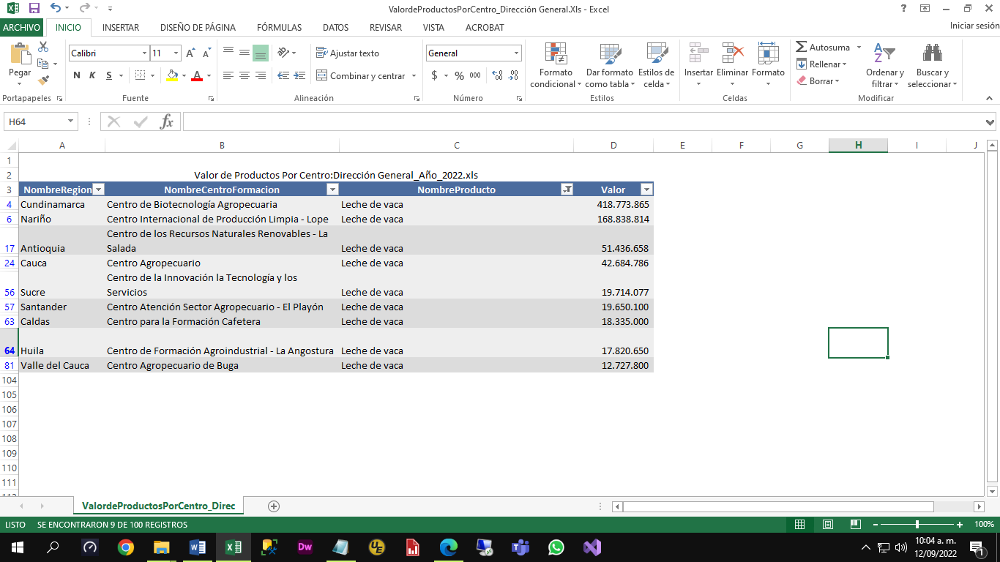 ValordeProductosPorCentro_Dirección General.Xls - Excel
ARCHIVO INICIO INSERTAR DISEÑO DE PÁGINA FÓRMULAS DATOS REVISAR VISTA ACROBAT Iniciar sesión
Pegar
Portapapeles
Calibri 11
N K S
Fuente
Ajustar texto
Combinar y centrar
Alineación
General
$ % 000
Número
Formato condicional
Dar formato como tabla
Estilos de celda
Estilos
Insertar Eliminar Formato
Celdas
Autosuma
Rellenar
Borrar
Ordenar y filtrar
Buscar y seleccionar
Modificar
H64
fx
A B C D E F G H I J
1
2 Valor de Productos Por Centro:Dirección General_Año_2022.xls
3 NombreRegion NombreCentroFormacion NombreProducto Valor
4 Cundinamarca Centro de Biotecnología Agropecuaria Leche de vaca 418.773.865
6 Nariño Centro Internacional de Producción Limpia - Lope Leche de vaca 168.838.814
Centro de los Recursos Naturales Renovables - La
17 Antioquia Salada Leche de vaca 51.436.658
24 Cauca Centro Agropecuario Leche de vaca 42.684.786
Centro de la Innovación la Tecnología y los
56 Sucre Servicios Leche de vaca 19.714.077
57 Santander Centro Atención Sector Agropecuario - El Playón Leche de vaca 19.650.100
63 Caldas Centro para la Formación Cafetera Leche de vaca 18.335.000
64 Huila Centro de Formación Agroindustrial - La Angostura Leche de vaca 17.820.650
81 Valle del Cauca Centro Agropecuario de Buga Leche de vaca 12.727.800
104
105
106
107
108
109
110
111
ValordeProductosPorCentro_Direc
LISTO SE ENCONTRARON 9 DE 100 REGISTROS 100%
Dw
10:04 a. m.
12/09/2022
1